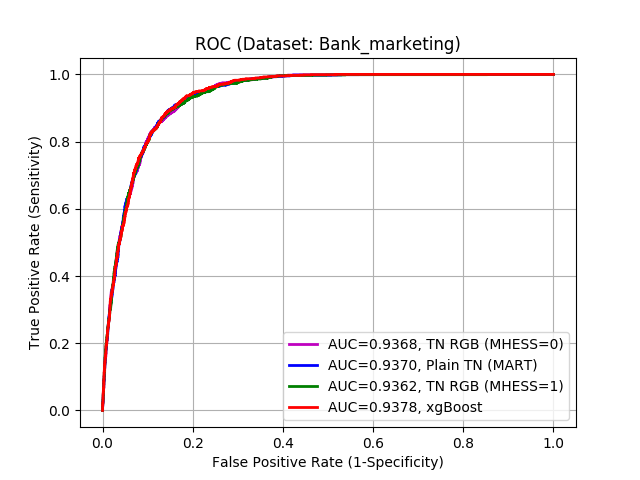 ROC (Dataset: Bank_marketing)
True Positive Rate (Sensitivity)
1.0
0.8
0.6
0.4
0.2
0.0
AUC=0.9368, TN RGB (MHESS=0)
AUC=0.9370, Plain TN (MART)
AUC=0.9362, TN RGB (MHESS=1)
AUC=0.9378, xgBoost
0.0 0.2 0.4 0.6 0.8 1.0
False Positive Rate (1-Specificity)